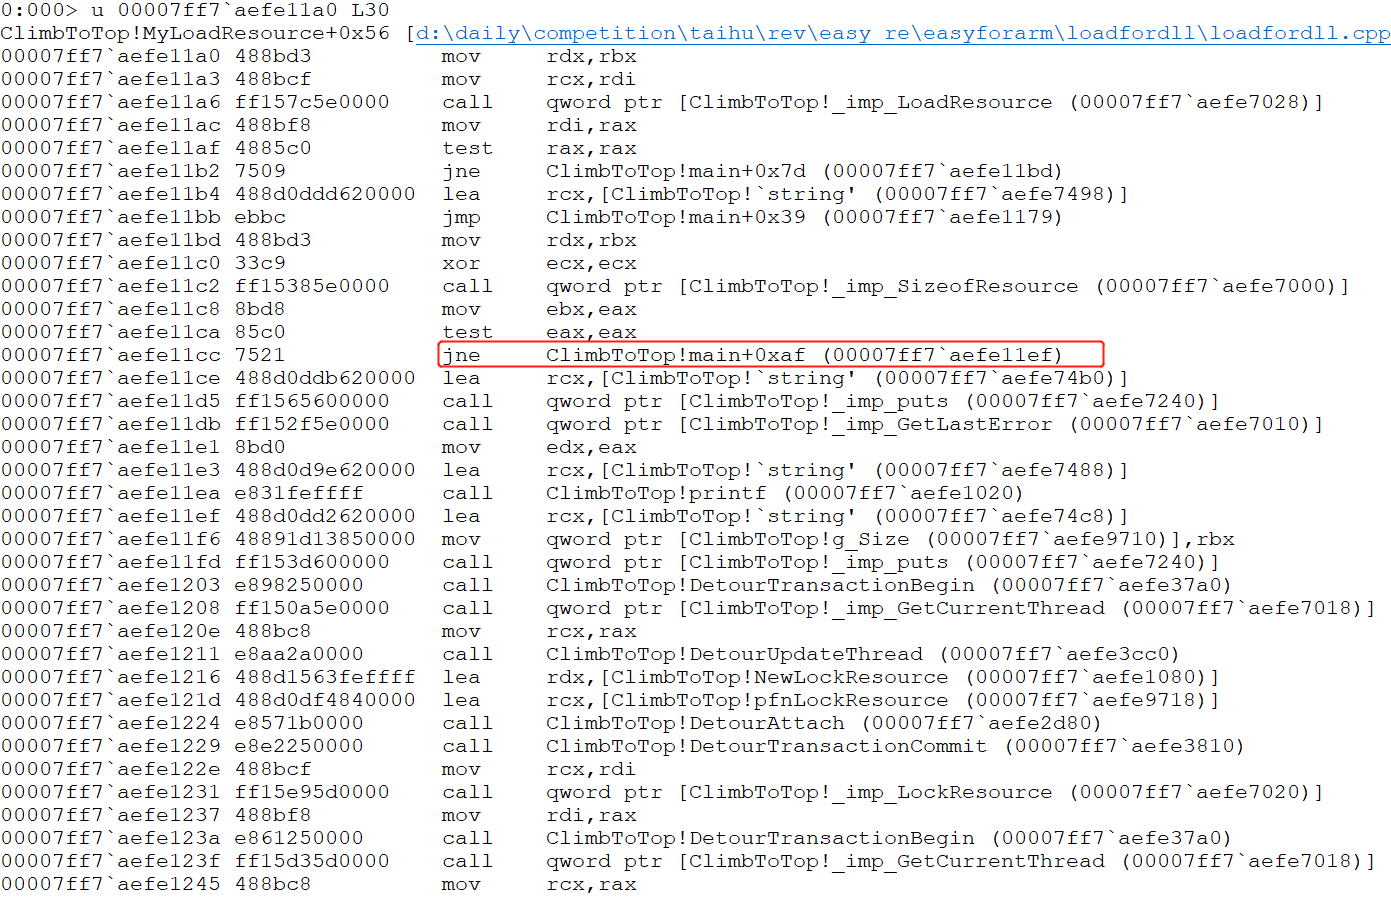 0:000> u 00007ff7`aefe11a0 L30
ClimbToTop!MyLoadResource+0x56 [d:\daily\competition\taihu\rev\easy_re\easyforarm\loadfordll\loadfordll.cpp
00007ff7`aefe11a0 488bd3          mov     rdx,rbx
00007ff7`aefe11a3 488bcf          mov     rcx,rdi
00007ff7`aefe11a6 ff157c5e0000    call    qword ptr [ClimbToTop!_imp_LoadResource (00007ff7`aefe7028)]
00007ff7`aefe11ac 488bf8          mov     rdi,rax
00007ff7`aefe11af 4885c0          test    rax,rax
00007ff7`aefe11b2 7509            jne     ClimbToTop!main+0x7d (00007ff7`aefe11bd)
00007ff7`aefe11b4 488d0ddd620000  lea     rcx,[ClimbToTop!`string' (00007ff7`aefe7498)]
00007ff7`aefe11bb ebbc            jmp     ClimbToTop!main+0x39 (00007ff7`aefe1179)
00007ff7`aefe11bd 488bd3          mov     rdx,rbx
00007ff7`aefe11c0 33c9            xor     ecx,ecx
00007ff7`aefe11c2 ff15385e0000    call    qword ptr [ClimbToTop!_imp_SizeofResource (00007ff7`aefe7000)]
00007ff7`aefe11c8 8bd8            mov     ebx,eax
00007ff7`aefe11ca 85c0            test    eax,eax
00007ff7`aefe11cc 7521            jne     ClimbToTop!main+0xaf (00007ff7`aefe11ef)
00007ff7`aefe11ce 488d0ddb620000  lea     rcx,[ClimbToTop!`string' (00007ff7`aefe74b0)]
00007ff7`aefe11d5 ff1565600000    call    qword ptr [ClimbToTop!_imp_puts (00007ff7`aefe7240)]
00007ff7`aefe11db ff152f5e0000    call    qword ptr [ClimbToTop!_imp_GetLastError (00007ff7`aefe7010)]
00007ff7`aefe11e1 8bd0            mov     edx,eax
00007ff7`aefe11e3 488d0d9e620000  lea     rcx,[ClimbToTop!`string' (00007ff7`aefe7488)]
00007ff7`aefe11ea e831feffff      call    ClimbToTop!printf (00007ff7`aefe1020)
00007ff7`aefe11ef 488d0dd2620000  lea     rcx,[ClimbToTop!`string' (00007ff7`aefe74c8)]
00007ff7`aefe11f6 48891d13850000  mov     qword ptr [ClimbToTop!g_Size (00007ff7`aefe9710)],rbx
00007ff7`aefe11fd ff153d600000    call    qword ptr [ClimbToTop!_imp_puts (00007ff7`aefe7240)]
00007ff7`aefe1203 e898250000      call    ClimbToTop!DetourTransactionBegin (00007ff7`aefe37a0)
00007ff7`aefe1208 ff150a5e0000    call    qword ptr [ClimbToTop!_imp_GetCurrentThread (00007ff7`aefe7018)]
00007ff7`aefe120e 488bc8          mov     rcx,rax
00007ff7`aefe1211 e8aa2a0000      call    ClimbToTop!DetourUpdateThread (00007ff7`aefe3cc0)
00007ff7`aefe1216 488d1563feffff  lea     rdx,[ClimbToTop!NewLockResource (00007ff7`aefe1080)]
00007ff7`aefe121d 488d0df4840000  lea     rcx,[ClimbToTop!pfnLockResource (00007ff7`aefe9718)]
00007ff7`aefe1224 e8571b0000      call    ClimbToTop!DetourAttach (00007ff7`aefe2d80)
00007ff7`aefe1229 e8e2250000      call    ClimbToTop!DetourTransactionCommit (00007ff7`aefe3810)
00007ff7`aefe122e 488bcf          mov     rcx,rdi
00007ff7`aefe1231 ff15e95d0000    call    qword ptr [ClimbToTop!_imp_LockResource (00007ff7`aefe7020)]
00007ff7`aefe1237 488bf8          mov     rdi,rax
00007ff7`aefe123a e861250000      call    ClimbToTop!DetourTransactionBegin (00007ff7`aefe37a0)
00007ff7`aefe123f ff15d35d0000    call    qword ptr [ClimbToTop!_imp_GetCurrentThread (00007ff7`aefe7018)]
00007ff7`aefe1245 488bc8          mov     rcx,rax